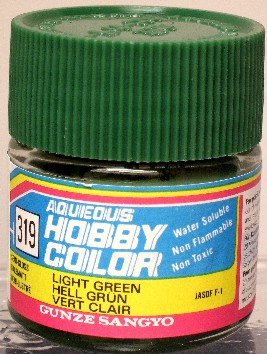 AQUEOUS
HOBBY
COLOR
Water Soluble
Non Flammable
Non Toxic
319
LIGHT GREEN
HELL GRÜN
VERT CLAIR
JASDF F-1
GUNZE SANGYO